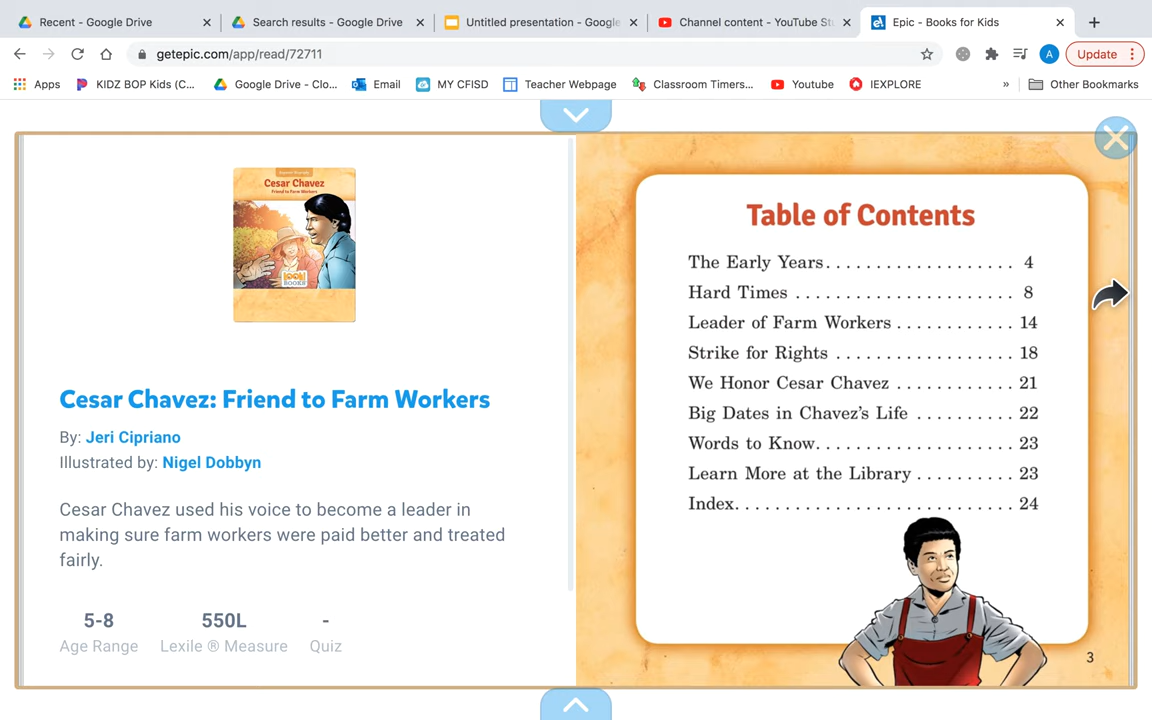 Recent - Google Drive
Search results - Google Drive
Untitled presentation - Google
Channel content - YouTube St
Epic - Books for Kids
getepic.com/app/read/72711
A
Update
Apps
KIDZ BOP Kids (C...
Google Drive - Clo...
Email
MY CFISD
Teacher Webpage
Classroom Timers...
Youtube
IEXPLORE
»
Other Bookmarks
Cesar Chavez
Friend to Farm Workers
BOOKS
Cesar Chavez: Friend to Farm Workers
By: Jeri Cipriano
Illustrated by: Nigel Dobbyn
Cesar Chavez used his voice to become a leader in
making sure farm workers were paid better and treated
fairly.
5-8 550L -
Age Range Lexile ® Measure Quiz
Table of Contents
The Early Years . . . . . . . . . . . . . . . . . . . 4
Hard Times . . . . . . . . . . . . . . . . . . . . . . 8
Leader of Farm Workers . . . . . . . . . . . . 14
Strike for Rights . . . . . . . . . . . . . . . . . . 18
We Honor Cesar Chavez . . . . . . . . . . . . 21
Big Dates in Chavez's Life . . . . . . . . . . 22
Words to Know. . . . . . . . . . . . . . . . . . . . 23
Learn More at the Library . . . . . . . . . . 23
Index. . . . . . . . . . . . . . . . . . . . . . . . . . . . 24
3